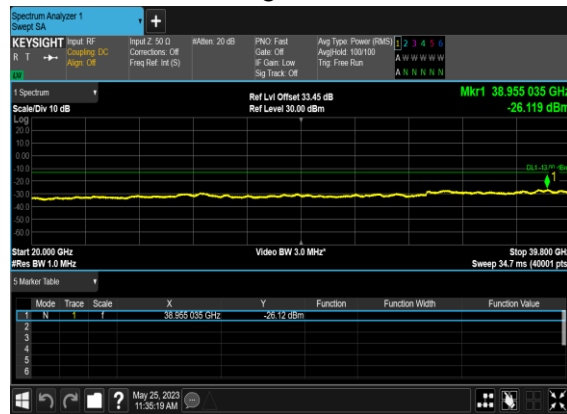 Spectrum Analyzer 1
Swept SA
KEYSIGHT Input: RF Input Z: 50 Ω #Atten: 20 dB PNO: Fast Avg Type: Power (RMS) 1 2 3 4 5 6
R T Coupling: DC Corrections: Off Gate: Off Avg|Hold: 100/100 A W W W W W
Align: Off Freq Ref: Int (S) IF Gain: Low Trig: Free Run
Sig Track: Off A N N N N N
1 Spectrum Ref Lvl Offset 33.45 dB Mkr1 38.955 035 GHz
Scale/Div 10 dB Ref Level 30.00 dBm -26.119 dBm
Log
20.0
10.00
0.00
-10.0
DL1 -13.00 dBm
1
-20.0
-30.0
-40.0
-50.0
-60.0
Start 20.000 GHz Video BW 3.0 MHz* Stop 39.800 GHz
#Res BW 1.0 MHz Sweep 34.7 ms (40001 pts)
5 Marker Table
Mode Trace Scale X Y Function Function Width Function Value
1 N 1 f 38.955 035 GHz -26.12 dBm
2
3
4
5
6
? May 25, 2023
11:35:19 AM